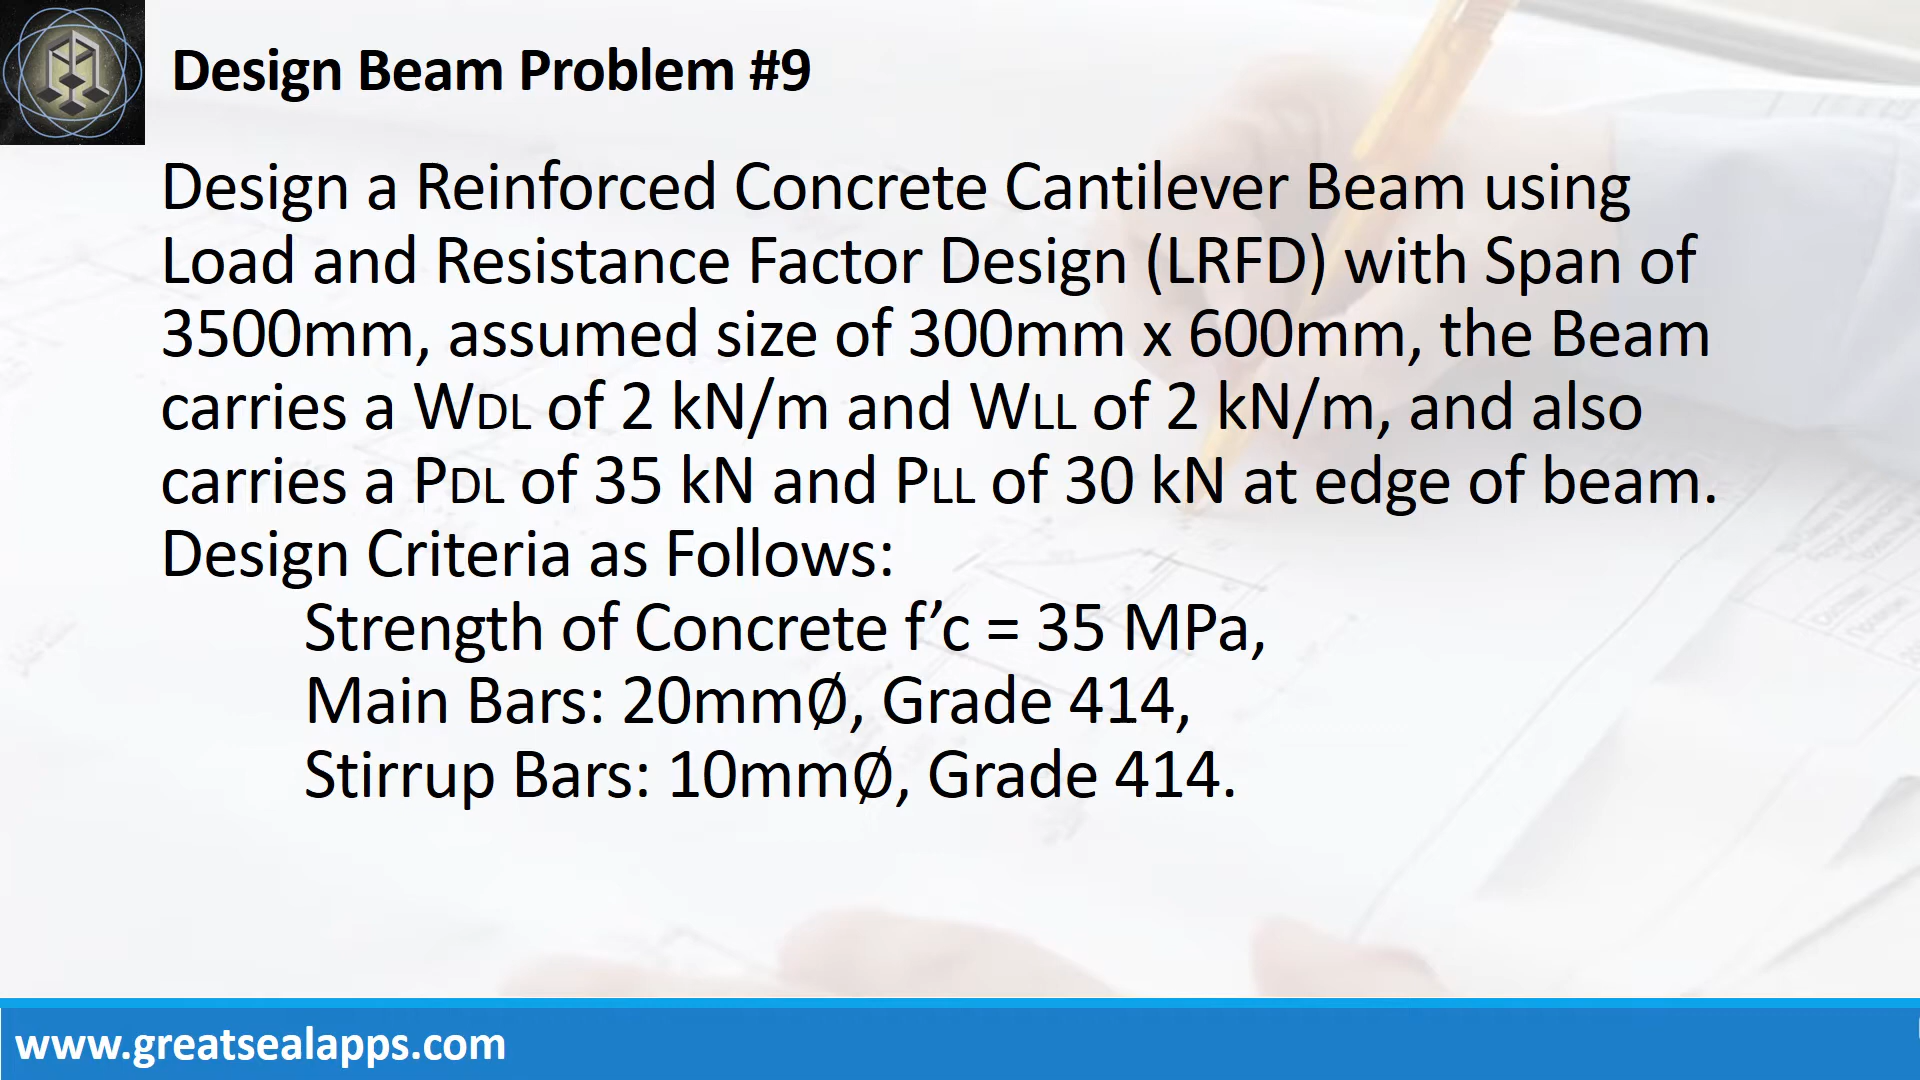 Design Beam Problem #9
Design a Reinforced Concrete Cantilever Beam using
Load and Resistance Factor Design (LRFD) with Span of
3500mm, assumed size of 300mm x 600mm, the Beam
carries a WDL of 2 kN/m and WLL of 2 kN/m, and also
carries a PDL of 35 kN and PLL of 30 kN at edge of beam.
Design Criteria as Follows:
Strength of Concrete f’c = 35 MPa,
Main Bars: 20mmØ, Grade 414,
Stirrup Bars: 10mmØ, Grade 414.
www.greatsealapps.com